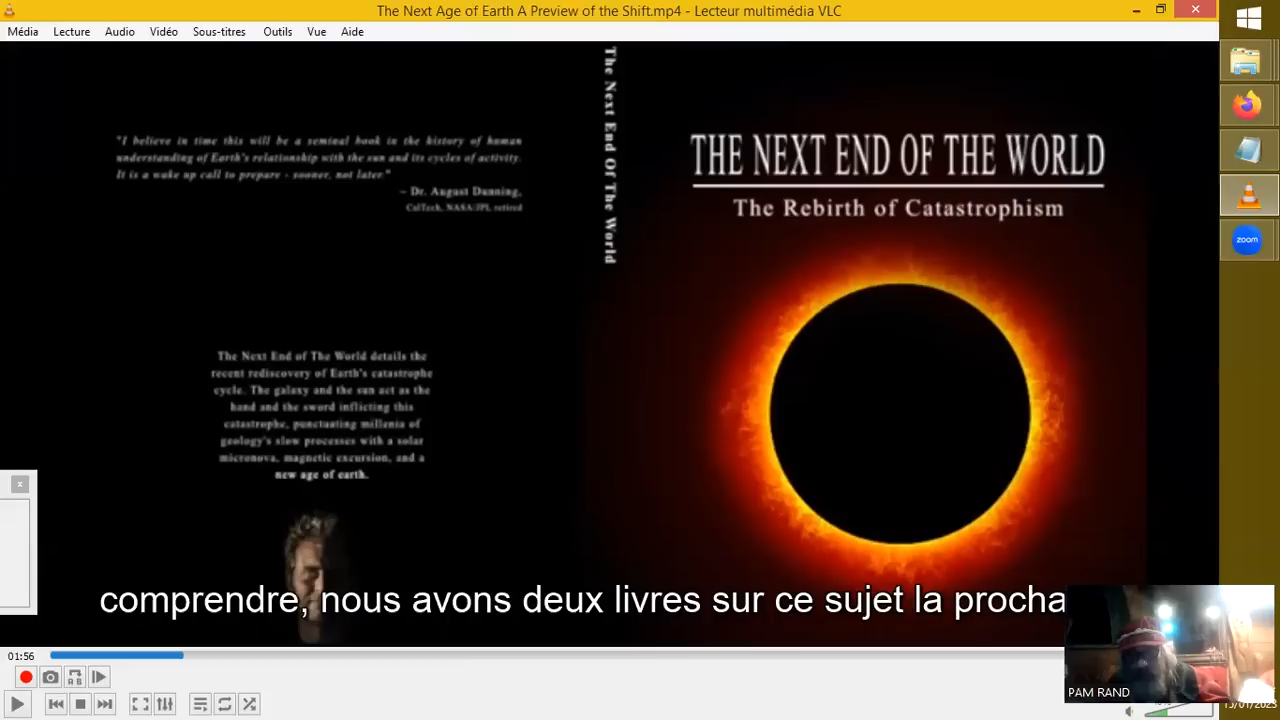 The Next Age of Earth A Preview of the Shift.mp4 - Lecteur multimédia VLC
Média Lecture Audio Vidéo Sous-titres Outils Vue Aide
"I believe in time this will be a seminal book in the history of human
understanding of Earth's relationship with the sun and its cycles of activity.
It is a wake up call to prepare - sooner, not later."
~ Dr. August Dunning,
CalTech, NASA/JPL retired
The Next End of The World details the
recent rediscovery of Earth's catastrophe
cycle. The galaxy and the sun act as the
hand and the sword inflicting this
catastrophe, punctuating millenia of
geology's slow processes with a solar
micronova, magnetic excursion, and a
new age of earth.
The Next End Of The World
THE NEXT END OF THE WORLD
The Rebirth of Catastrophism
zoom
comprendre, nous avons deux livres sur ce sujet la procha
01:56
PAM RAND
15/01/2023